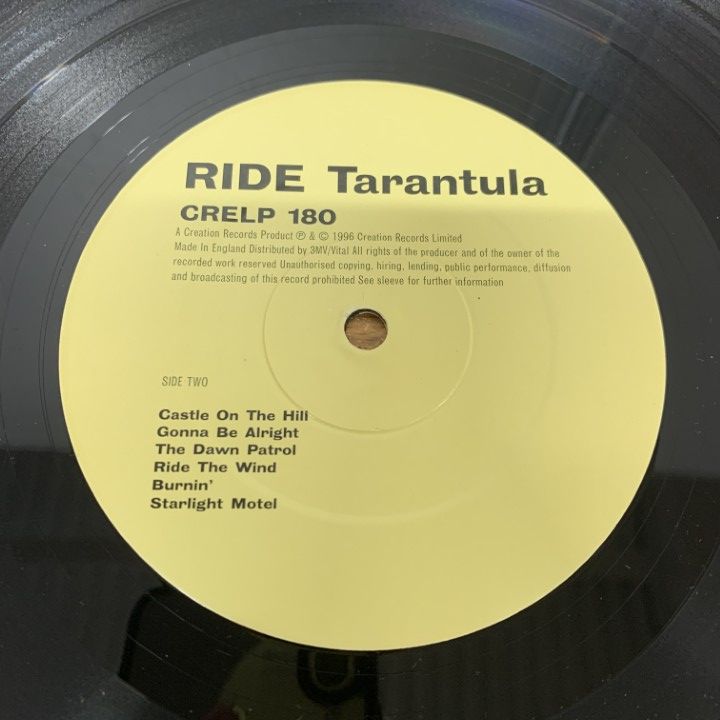 RIDE Tarantula
CRELP 180
A Creation Records Product ℗ & © 1996 Creation Records Limited
Made In England Distributed by 3MV/Vital All rights of the producer and of the owner of the
recorded work reserved Unauthorised copying, hiring, lending, public performance, diffusion
and broadcasting of this record prohibited See sleeve for further information
SIDE TWO
Castle On The Hill
Gonna Be Alright
The Dawn Patrol
Ride The Wind
Burnin'
Starlight Motel